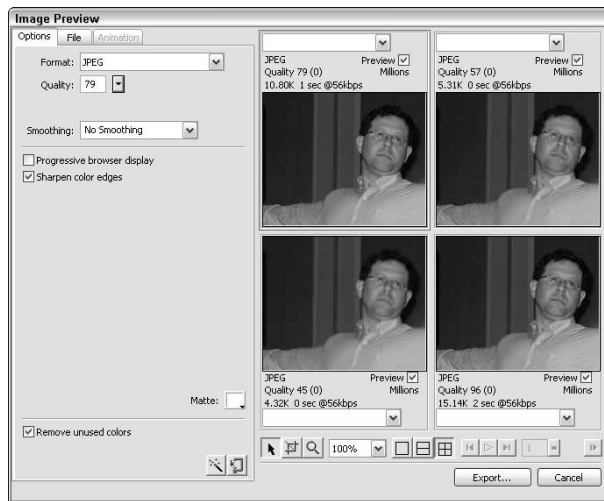 Image Preview
Options File Animation
Format: JPEG
Quality: 79
Smoothing: No Smoothing
Progressive browser display
Sharpen color edges
Matte:
Remove unused colors
JPEG Preview
Quality 79 (0) Millions
10.80K 1 sec @56kbps
JPEG Preview
Quality 57 (0) Millions
5.31K 0 sec @56kbps
JPEG Preview
Quality 45 (0) Millions
4.32K 0 sec @56kbps
JPEG Preview
Quality 96 (0) Millions
15.14K 2 sec @56kbps
100%
1
Export... Cancel